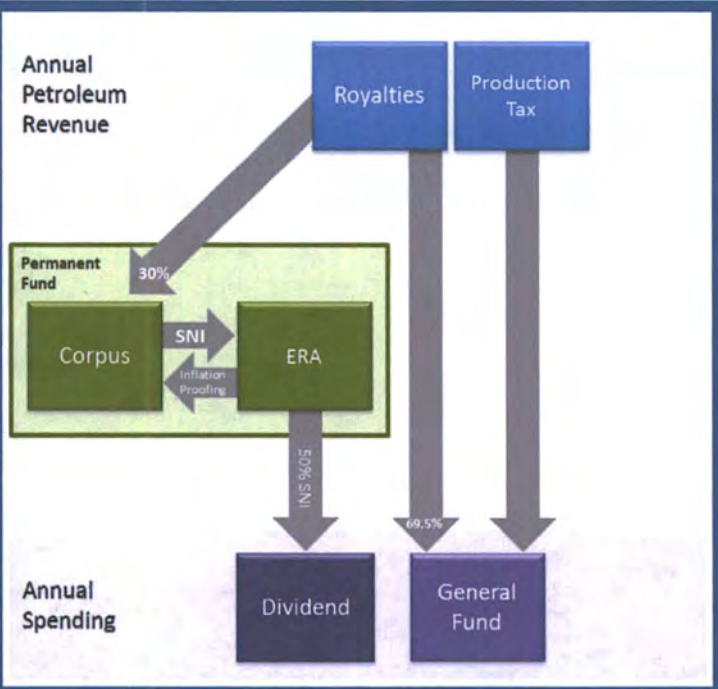 Annual
Petroleum
Revenue
Royalties
Production
Tax
Permanent
Fund
30%
Corpus
SNI
Inflation
Proofing
ERA
50% SNI
69.5%
Annual
Spending
Dividend
General
Fund